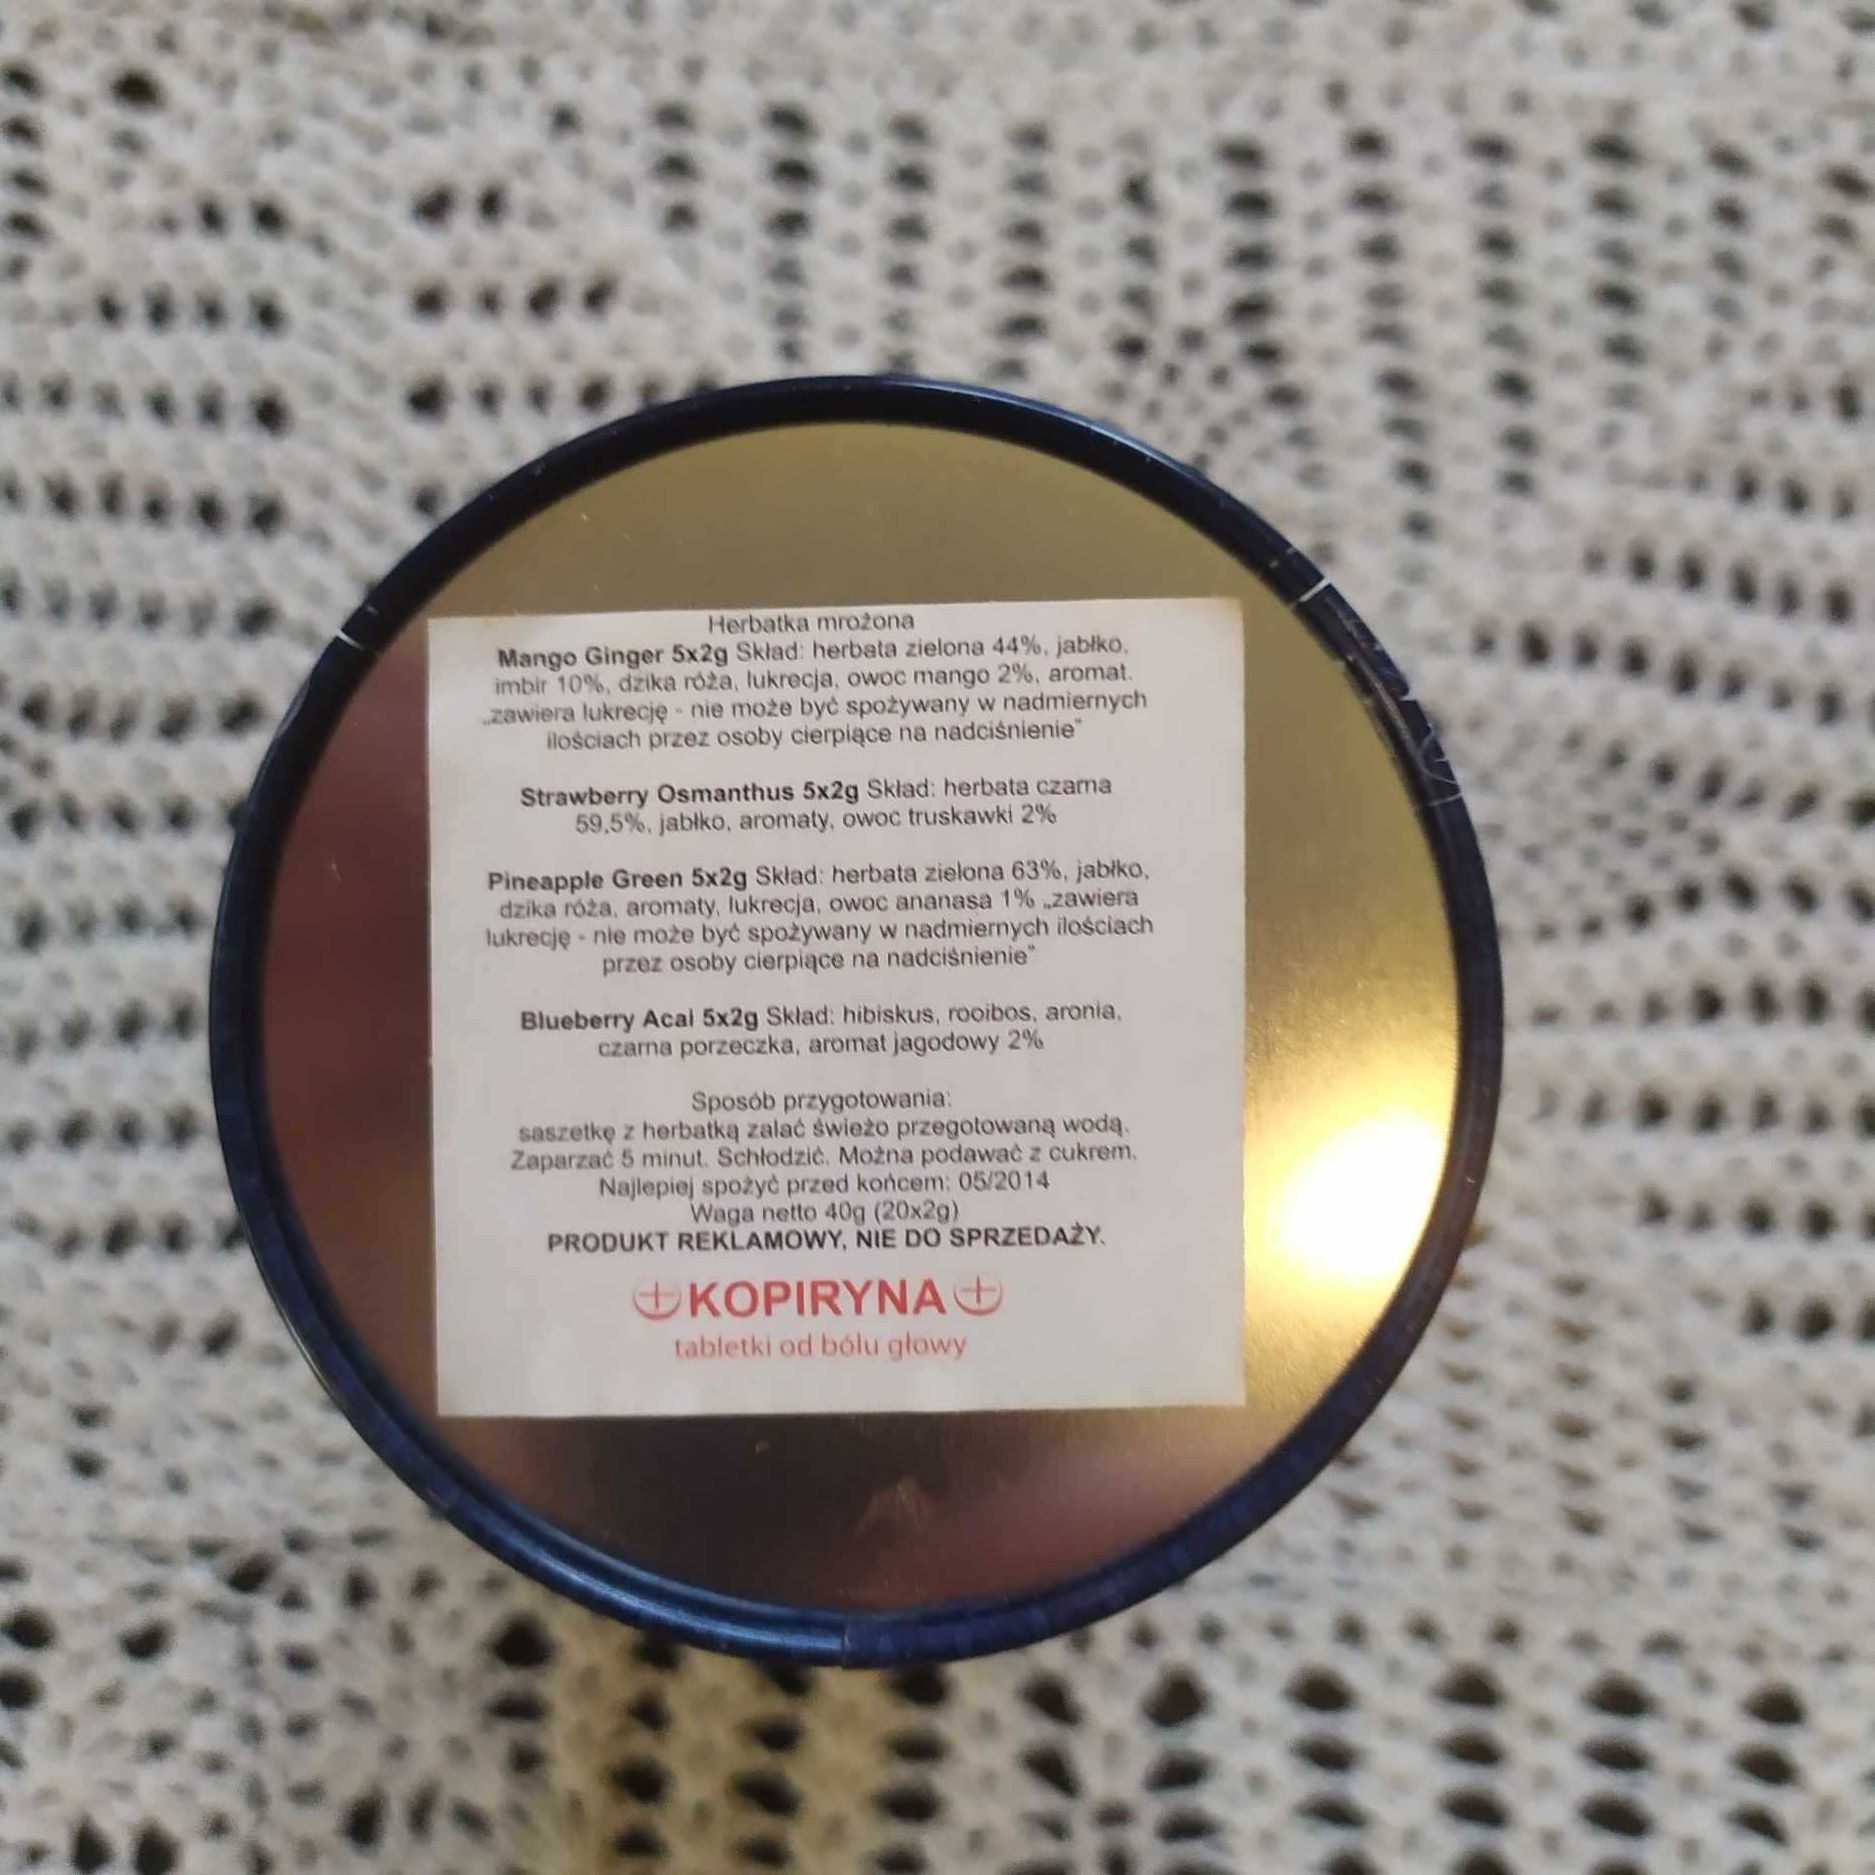 Herbatka mrożona
Mango Ginger 5x2g Skład: herbata zielona 44%, jabłko,
imbir 10%, dzika róża, lukrecja, owoc mango 2%, aromat.
„zawiera lukrecję - nie może być spożywany w nadmiernych
ilościach przez osoby cierpiące na nadciśnienie”
Strawberry Osmanthus 5x2g Skład: herbata czarna
59,5%, jabłko, aromaty, owoc truskawki 2%
Pineapple Green 5x2g Skład: herbata zielona 63%, jabłko,
dzika róża, aromaty, lukrecja, owoc ananasa 1% „zawiera
lukrecję - nie może być spożywany w nadmiernych ilościach
przez osoby cierpiące na nadciśnienie”
Blueberry Acai 5x2g Skład: hibiskus, rooibos, aronia,
czarna porzeczka, aromat jagodowy 2%
Sposób przygotowania:
saszetkę z herbatką zalać świeżo przegotowaną wodą.
Zaparzać 5 minut. Schłodzić. Można podawać z cukrem.
Najlepiej spożyć przed końcem: 05/2014
Waga netto 40g (20x2g)
PRODUKT REKLAMOWY, NIE DO SPRZEDAŻY.
KOPIRYNA
tabletki od bólu głowy